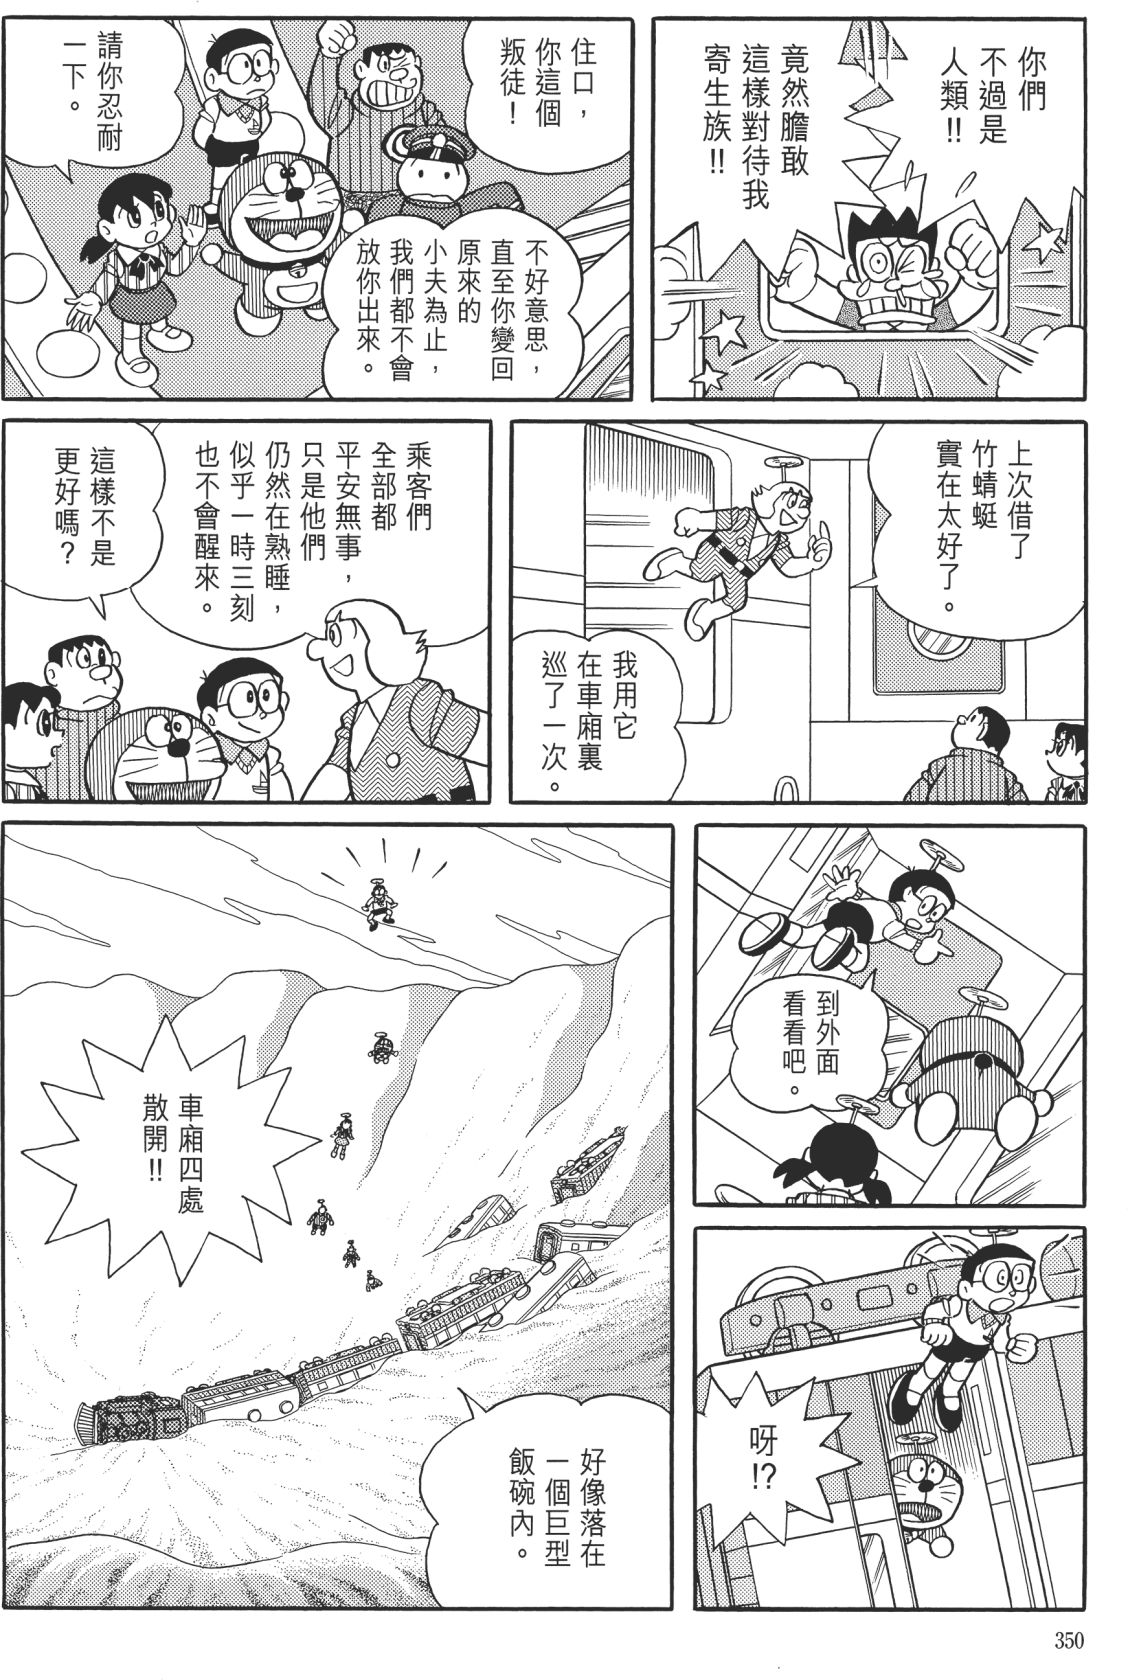 你們
不過是
人類!!
竟然膽敢
這樣對待我
寄生族!!
住口，
你這個
叛徒！
不好意思，
直至你變回
原來的
小夫為止，
我們都不會
放你出來。
請你忍耐
一下。
上次借了
竹蜻蜓
實在太好了。
我用它
在車廂裏
巡了一次。
乘客們
全部都
平安無事，
只是他們
仍然在熟睡，
似乎一時三刻
也不會醒來。
這樣不是
更好嗎？
到外面
看看吧。
呀!?
車廂四處
散開!!
好像落在
一個巨型
飯碗內。
350